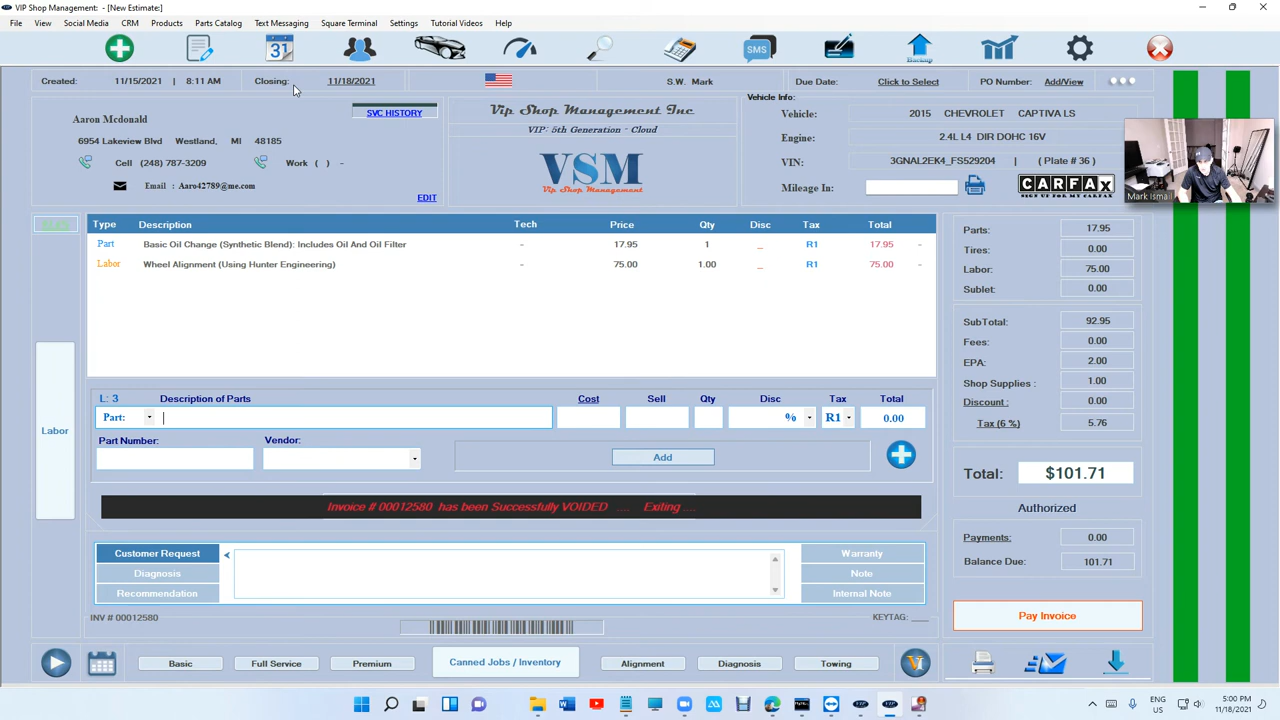 VIP Shop Management: - [New Estimate:]
File View Social Media CRM Products Parts Catalog Text Messaging Square Terminal Settings Tutorial Videos Help
31 SMS Backup
Created: 11/15/2021 | 8:11 AM Closing: 11/18/2021 S.W. Mark Due Date: Click to Select PO Number: Add/View
Aaron Mcdonald SVC HISTORY
6954 Lakeview Blvd Westland, MI 48185
Cell (248) 787-3209 Work ( ) -
Email : Aaro42789@me.com
EDIT
Vip Shop Management Inc
VIP: 5th Generation - Cloud
VSM
Vip Shop Management
Vehicle Info:
Vehicle: 2015 CHEVROLET CAPTIVA LS
Engine: 2.4L L4 DIR DOHC 16V
VIN: 3GNAL2EK4_FS529204 | ( Plate # 36 )
Mileage In: CARFAX
SIGN UP FOR MY CARFAX
Mark Ismail
Type Description Tech Price Qty Disc Tax Total
Part Basic Oil Change (Synthetic Blend): Includes Oil And Oil Filter - 17.95 1 _ R1 17.95 -
Labor Wheel Alignment (Using Hunter Engineering) - 75.00 1.00 _ R1 75.00 -
Labor
L: 3 Description of Parts Cost Sell Qty Disc Tax Total
Part: % R1 0.00
Part Number: Vendor:
Add
Invoice # 00012580 has been Successfully VOIDED .... Exiting ....
Customer Request < Warranty
Diagnosis Note
Recommendation Internal Note
INV # 00012580 KEYTAG: ___
Parts: 17.95
Tires: 0.00
Labor: 75.00
Sublet: 0.00
SubTotal: 92.95
Fees: 0.00
EPA: 2.00
Shop Supplies : 1.00
Discount : 0.00
Tax (6 %) 5.76
Total: $101.71
Authorized
Payments: 0.00
Balance Due: 101.71
Pay Invoice
Basic Full Service Premium Canned Jobs / Inventory Alignment Diagnosis Towing
ENG
US
5:00 PM
11/18/2021